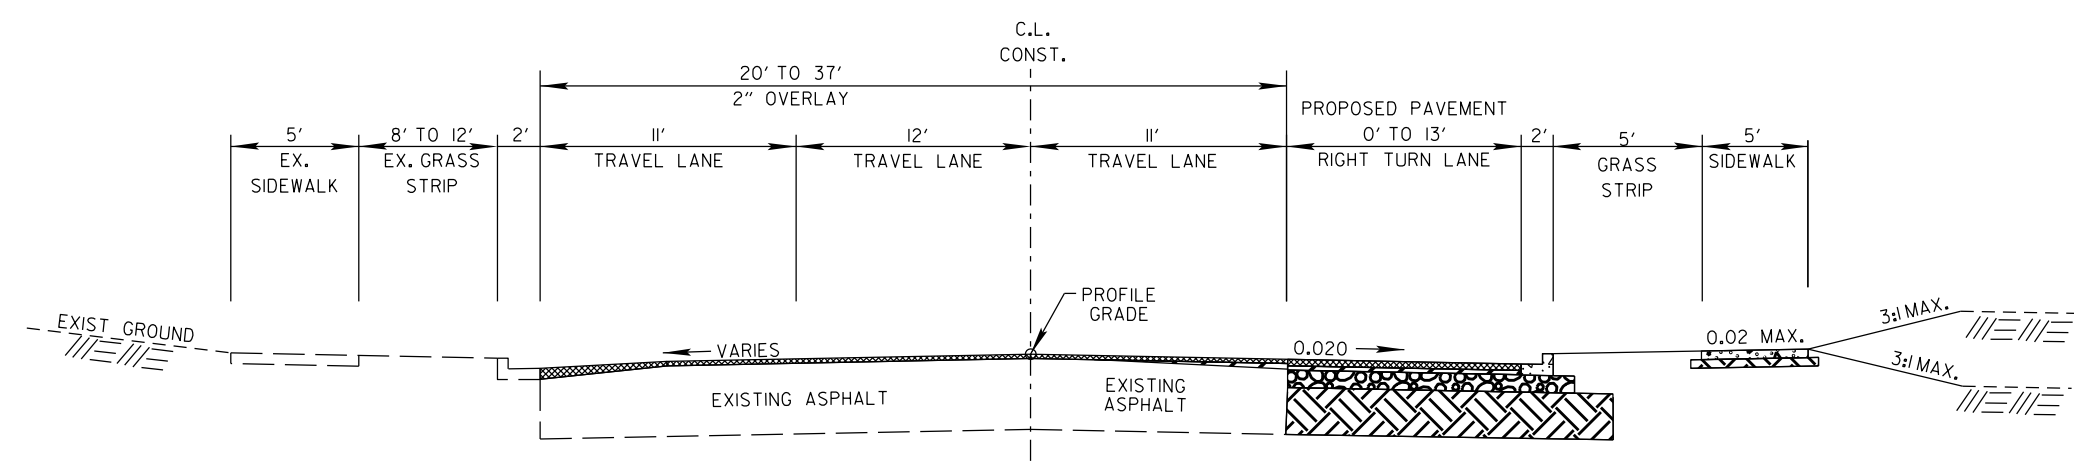 C.L.
CONST.
20' TO 37'
2" OVERLAY
PROPOSED PAVEMENT
5'
8' TO 12'
2'
11'
12'
11'
0' TO 13'
2'
5'
5'
EX.
SIDEWALK
EX. GRASS
STRIP
TRAVEL LANE
TRAVEL LANE
TRAVEL LANE
RIGHT TURN LANE
GRASS
STRIP
SIDEWALK
PROFILE
GRADE
EXIST GROUND
VARIES
0.020
0.02 MAX.
3:1 MAX.
3:1 MAX.
EXISTING ASPHALT
EXISTING
ASPHALT